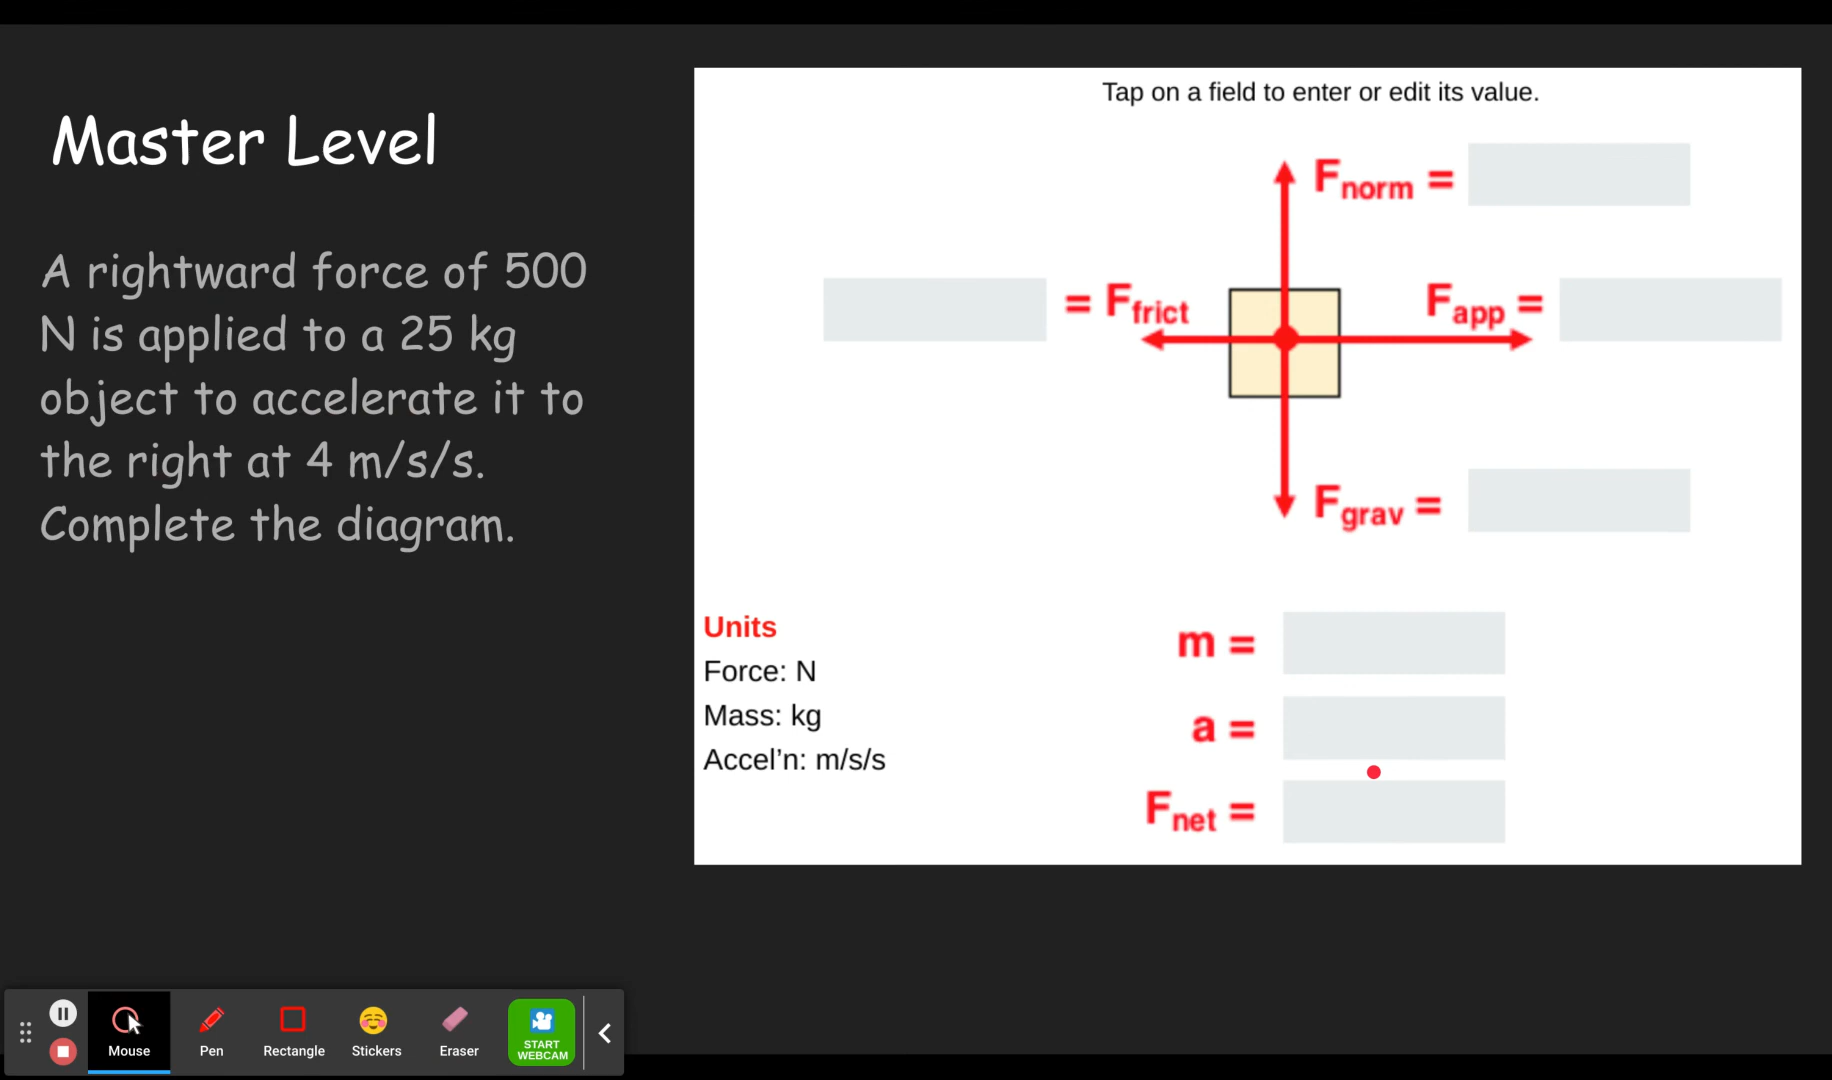 Master Level
A rightward force of 500
N is applied to a 25 kg
object to accelerate it to
the right at 4 m/s/s.
Complete the diagram.
Tap on a field to enter or edit its value.
Fnorm =
= Ffrict
Fapp =
Fgrav =
Units
Force: N
Mass: kg
Accel’n: m/s/s
m =
a =
Fnet =
Mouse
Pen
Rectangle
Stickers
Eraser
START
WEBCAM